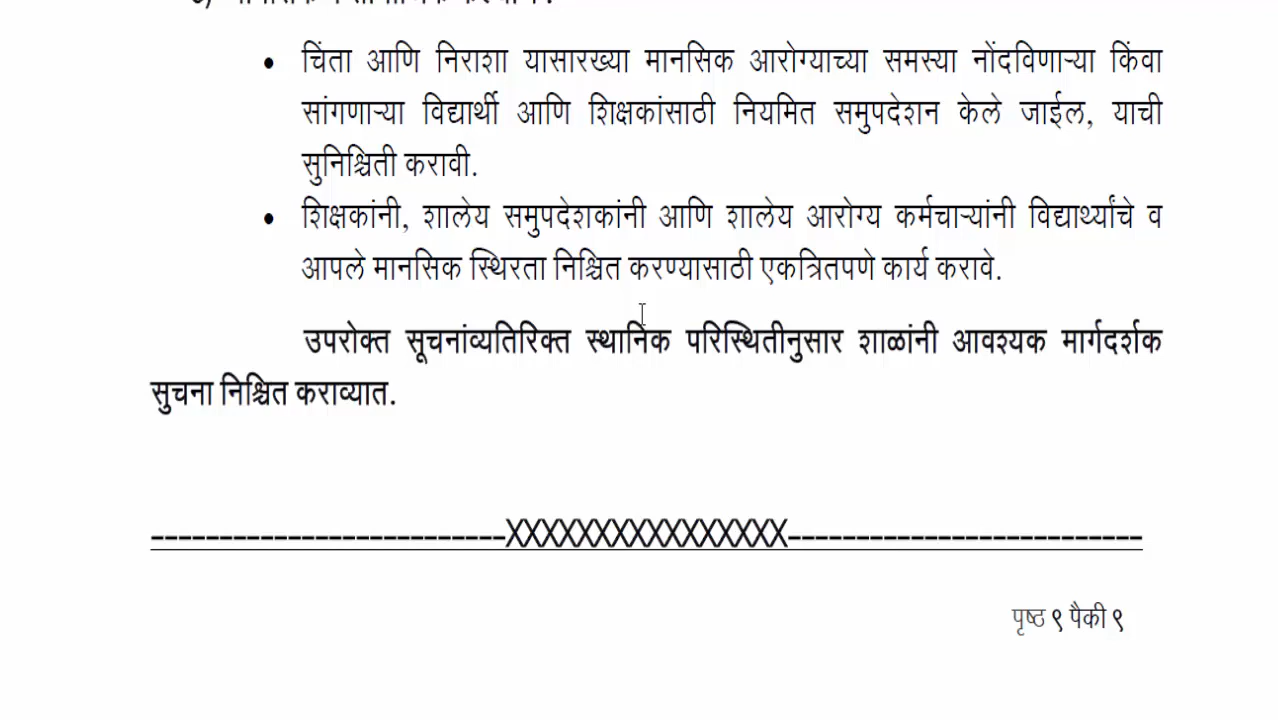 • चिंता आणि निराशा यासारख्या मानसिक आरोग्याच्या समस्या नोंदविणाऱ्या किंवा
सांगणाऱ्या विद्यार्थी आणि शिक्षकांसाठी नियमित समुपदेशन केले जाईल, याची
सुनिश्चिती करावी.
• शिक्षकांनी, शालेय समुपदेशकांनी आणि शालेय आरोग्य कर्मचाऱ्यांनी विद्यार्थ्यांचे व
आपले मानसिक स्थिरता निश्चित करण्यासाठी एकत्रितपणे कार्य करावे.
उपरोक्त सूचनांव्यतिरिक्त स्थानिक परिस्थितीनुसार शाळांनी आवश्यक मार्गदर्शक
सुचना निश्चित कराव्यात.
--------------------------XXXXXXXXXXXXXXXX--------------------------
पृष्ठ ९ पैकी ९